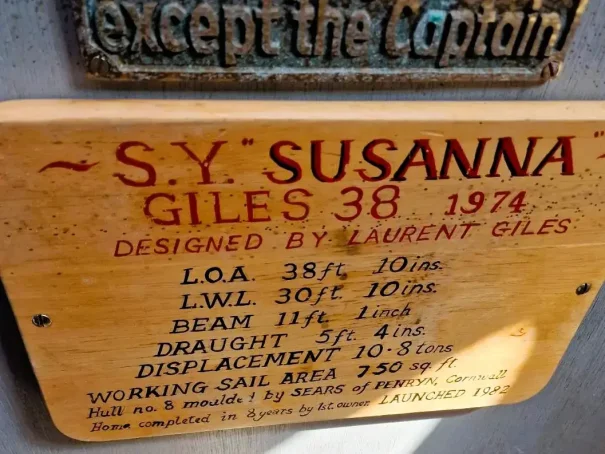 except the Captain
~ S.Y. "SUSANNA" ~
GILES 38 1974
DESIGNED BY LAURENT GILES
L.O.A. 38ft. 10ins.
L.W.L. 30ft. 10ins.
BEAM 11ft. 1inch
DRAUGHT 5ft. 4ins.
DISPLACEMENT 10·8 tons
WORKING SAIL AREA 750 sq. ft.
Hull no. 8 moulded by SEARS of PENRYN, Cornwall
Home completed in 8 years by 1st. owner. LAUNCHED 1982